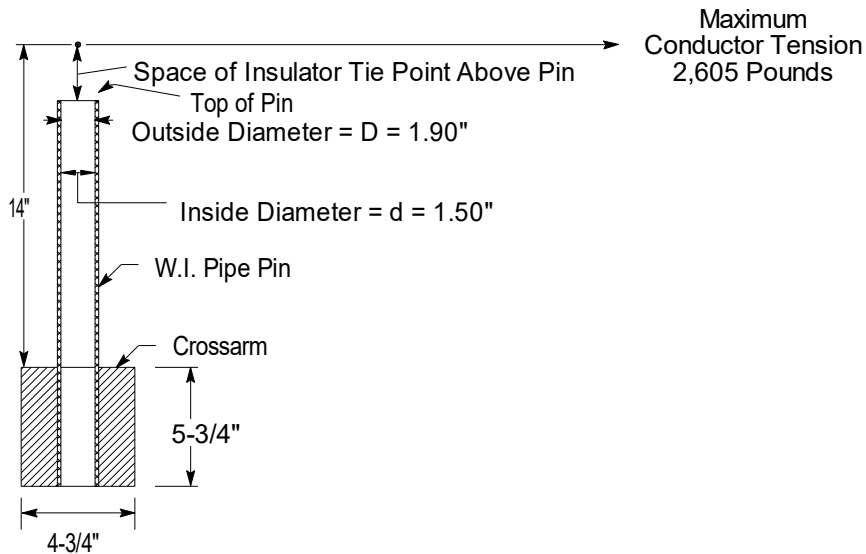 Maximum
Conductor Tension
2,605 Pounds
Space of Insulator Tie Point Above Pin
Top of Pin
Outside Diameter = D = 1.90"
14"
Inside Diameter = d = 1.50"
W.I. Pipe Pin
Crossarm
5-3/4"
4-3/4"